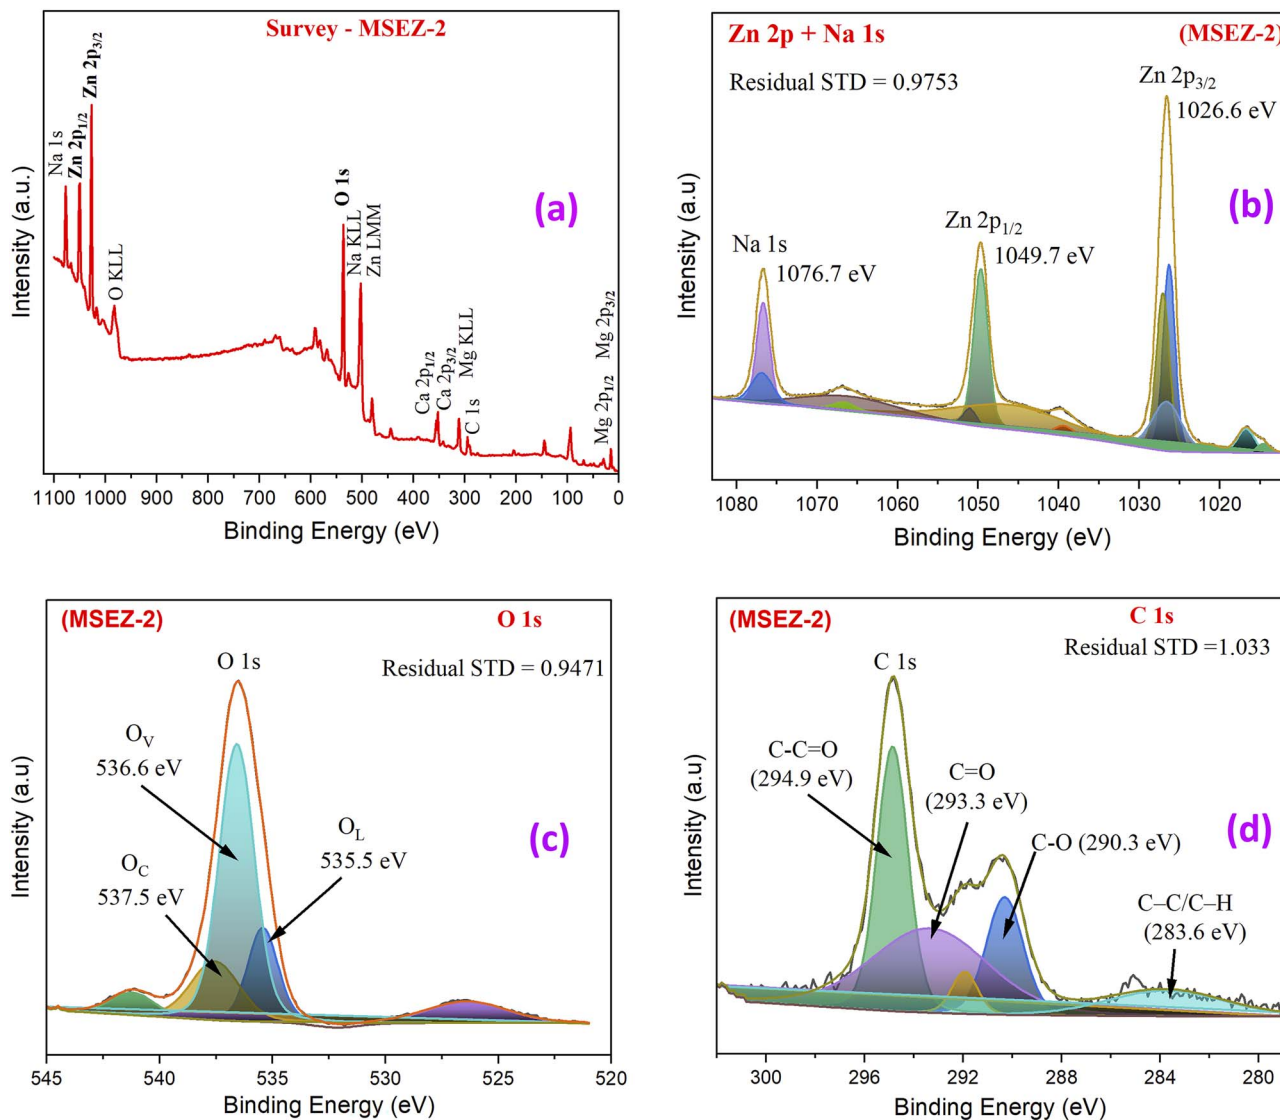 Survey - MSEZ-2
(a)
Na 1s
Zn 2p1/2
Zn 2p3/2
O KLL
O 1s
Na KLL
Zn LMM
Ca 2p1/2
Ca 2p3/2
Mg KLL
C 1s
Mg 2p3/2
Mg 2p1/2
Intensity (a.u.)
1100 1000 900 800 700 600 500 400 300 200 100 0
Binding Energy (eV)
Zn 2p + Na 1s
(MSEZ-2)
Residual STD = 0.9753
(b)
Zn 2p3/2
1026.6 eV
Zn 2p1/2
1049.7 eV
Na 1s
1076.7 eV
Intensity (a.u.)
1080 1070 1060 1050 1040 1030 1020
Binding Energy (eV)
(MSEZ-2)
O 1s
Residual STD = 0.9471
O 1s
(c)
OV
536.6 eV
OL
535.5 eV
OC
537.5 eV
Intensity (a.u)
545 540 535 530 525 520
Binding Energy (eV)
(MSEZ-2)
C 1s
Residual STD =1.033
C 1s
(d)
C-C=O
(294.9 eV)
C=O
(293.3 eV)
C-O (290.3 eV)
C–C/C–H
(283.6 eV)
Intensity (a.u)
300 296 292 288 284 280
Binding Energy (eV)